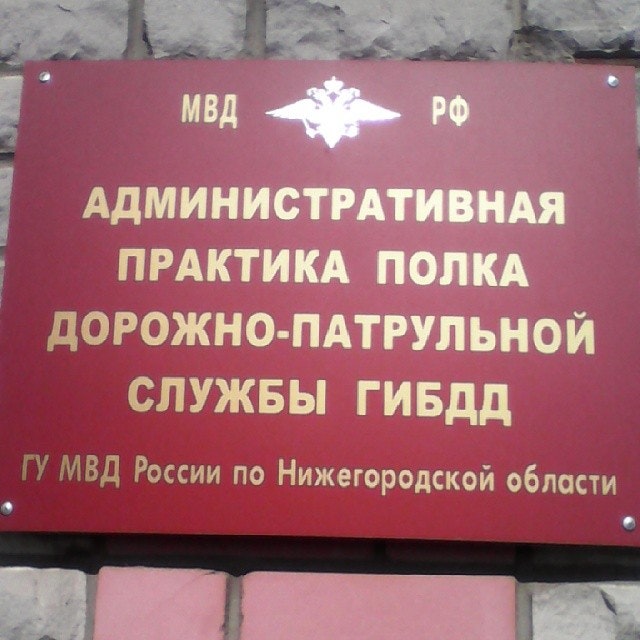 МВД РФ
АДМИНИСТРАТИВНАЯ
ПРАКТИКА ПОЛКА
ДОРОЖНО-ПАТРУЛЬНОЙ
СЛУЖБЫ ГИБДД
ГУ МВД России по Нижегородской области